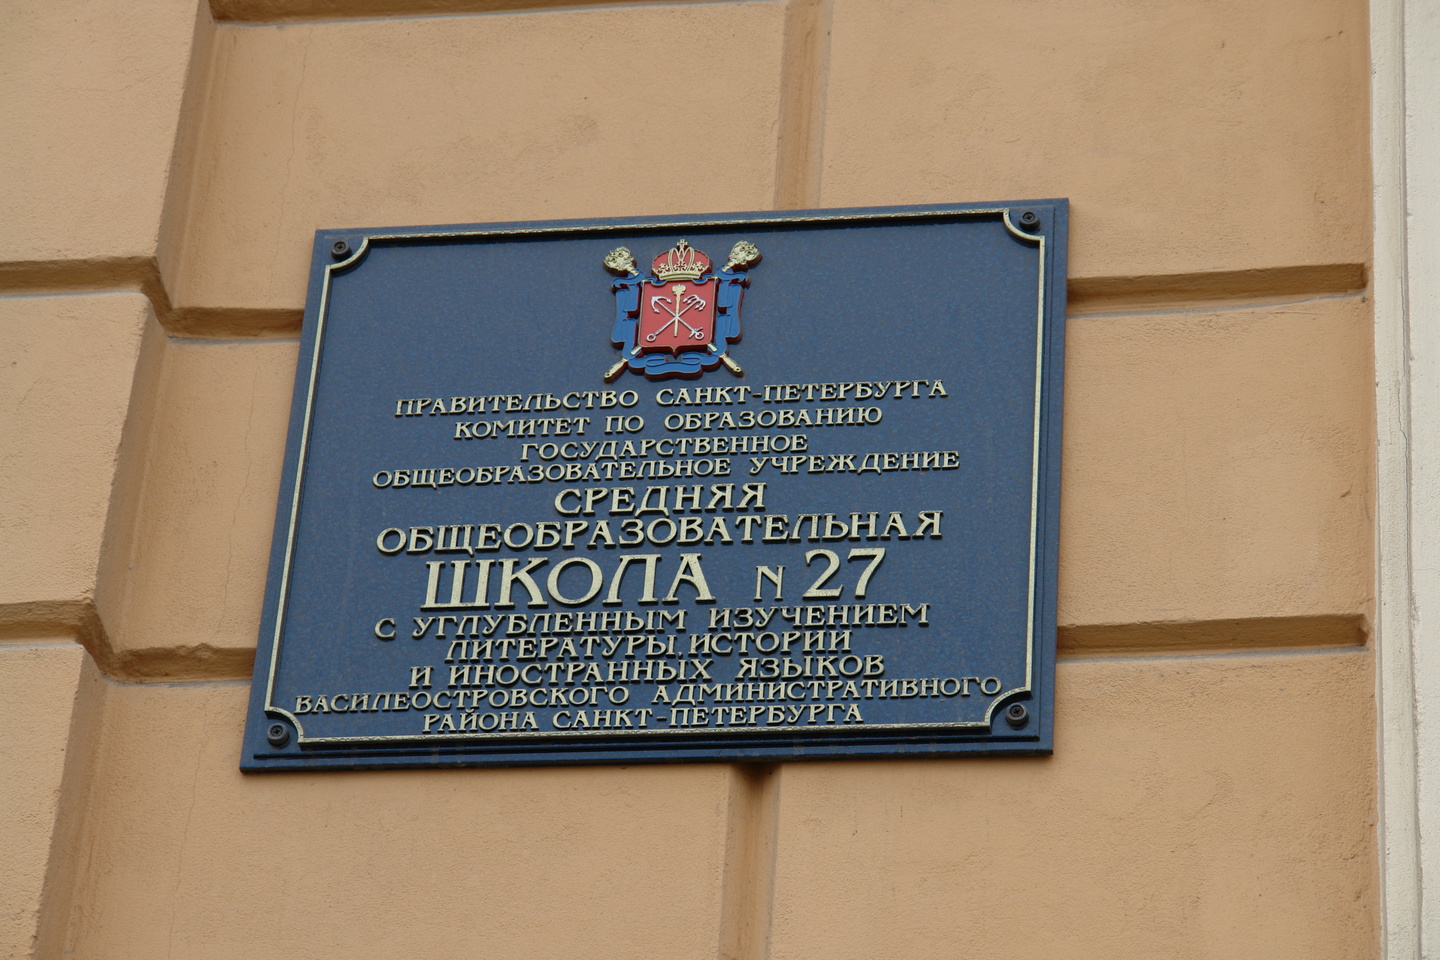 ПРАВИТЕЛЬСТВО САНКТ-ПЕТЕРБУРГА
КОМИТЕТ ПО ОБРАЗОВАНИЮ
ГОСУДАРСТВЕННОЕ
ОБЩЕОБРАЗОВАТЕЛЬНОЕ УЧРЕЖДЕНИЕ
СРЕДНЯЯ
ОБЩЕОБРАЗОВАТЕЛЬНАЯ
ШКОЛА N 27
С УГЛУБЛЕННЫМ ИЗУЧЕНИЕМ
ЛИТЕРАТУРЫ, ИСТОРИИ
И ИНОСТРАННЫХ ЯЗЫКОВ
ВАСИЛЕОСТРОВСКОГО АДМИНИСТРАТИВНОГО
РАЙОНА САНКТ-ПЕТЕРБУРГА